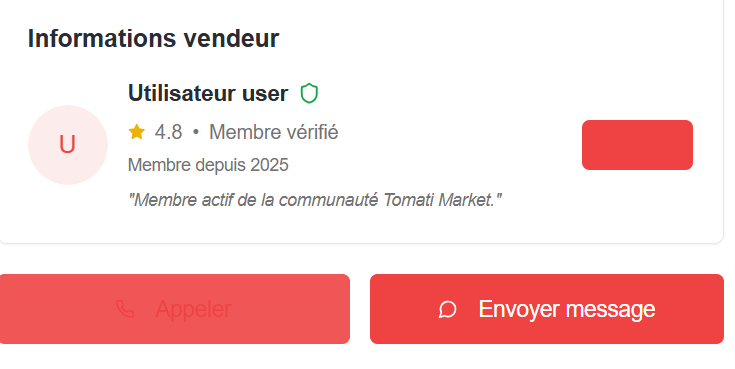 Informations vendeur
Utilisateur user
U
4.8 • Membre vérifié
Membre depuis 2025
"Membre actif de la communauté Tomati Market."
Appeler
Envoyer message